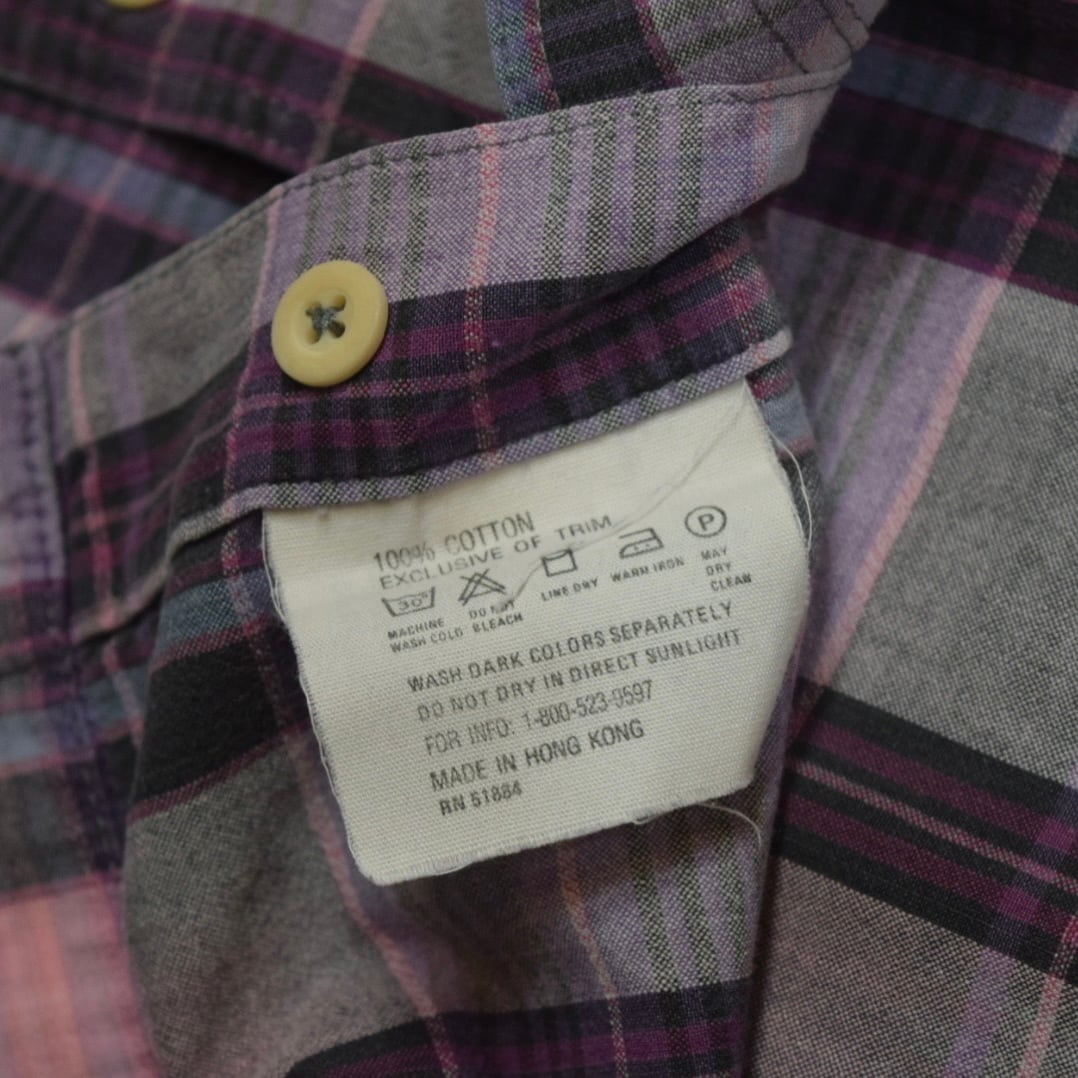 100% COTTON
EXCLUSIVE OF TRIM
30°
P
MACHINE
WASH COLD
DO NOT
BLEACH
LINE DRY
WARM IRON
MAY
DRY
CLEAN
WASH DARK COLORS SEPARATELY
DO NOT DRY IN DIRECT SUNLIGHT
FOR INFO: 1-800-523-9597
MADE IN HONG KONG
RN 51884